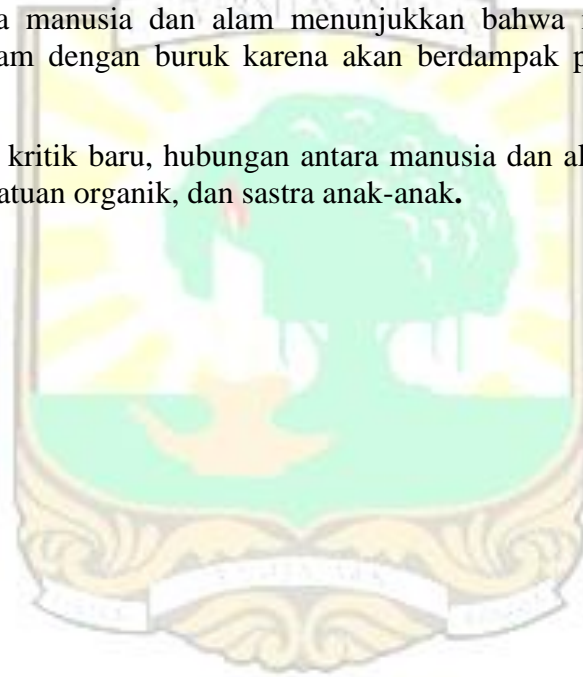 a manusia dan alam menunjukkan bahwa
am dengan buruk karena akan berdampak p
kritik baru, hubungan antara manusia dan al
atuan organik, dan sastra anak-anak.